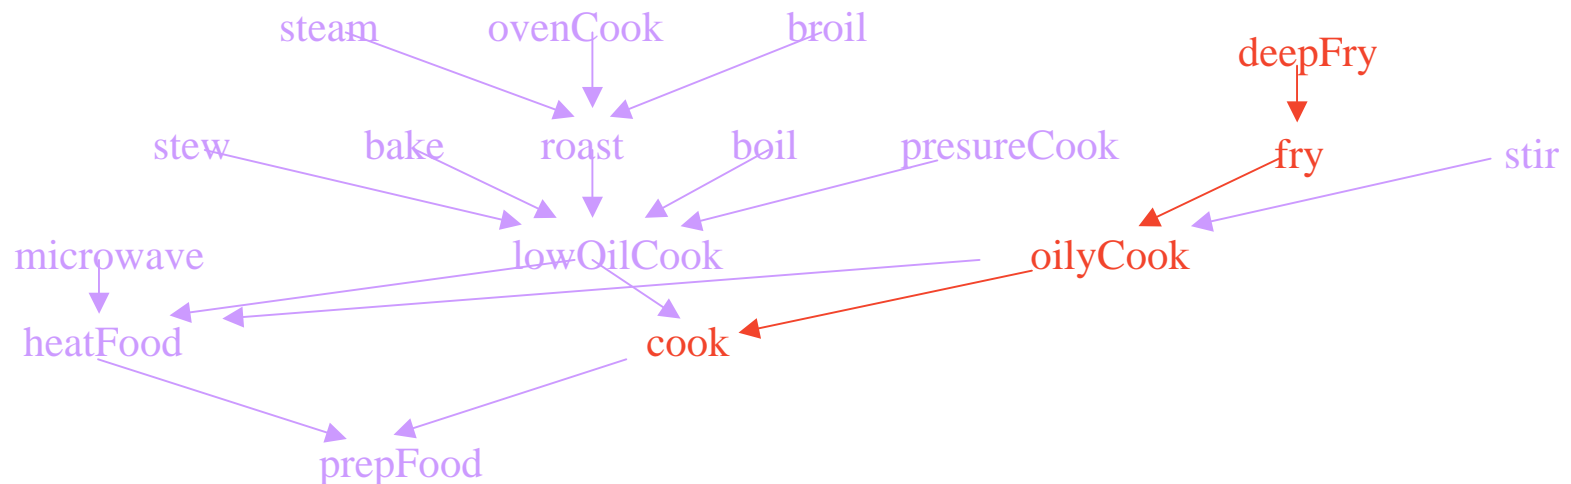 steam ovenCook broil
deepFry
stew bake roast boil presureCook fry stir
microwave lowOilCook oilyCook
heatFood cook
prepFood